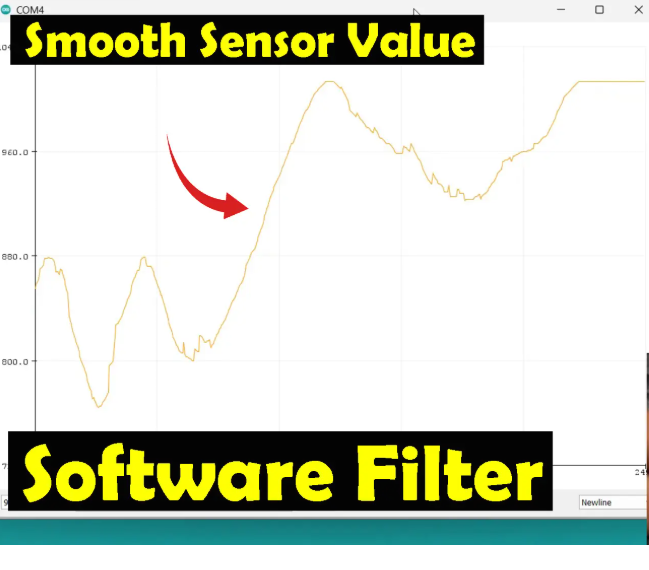 COM4
Smooth Sensor Value
960.0
880.0
800.0
Software Filter
Newline